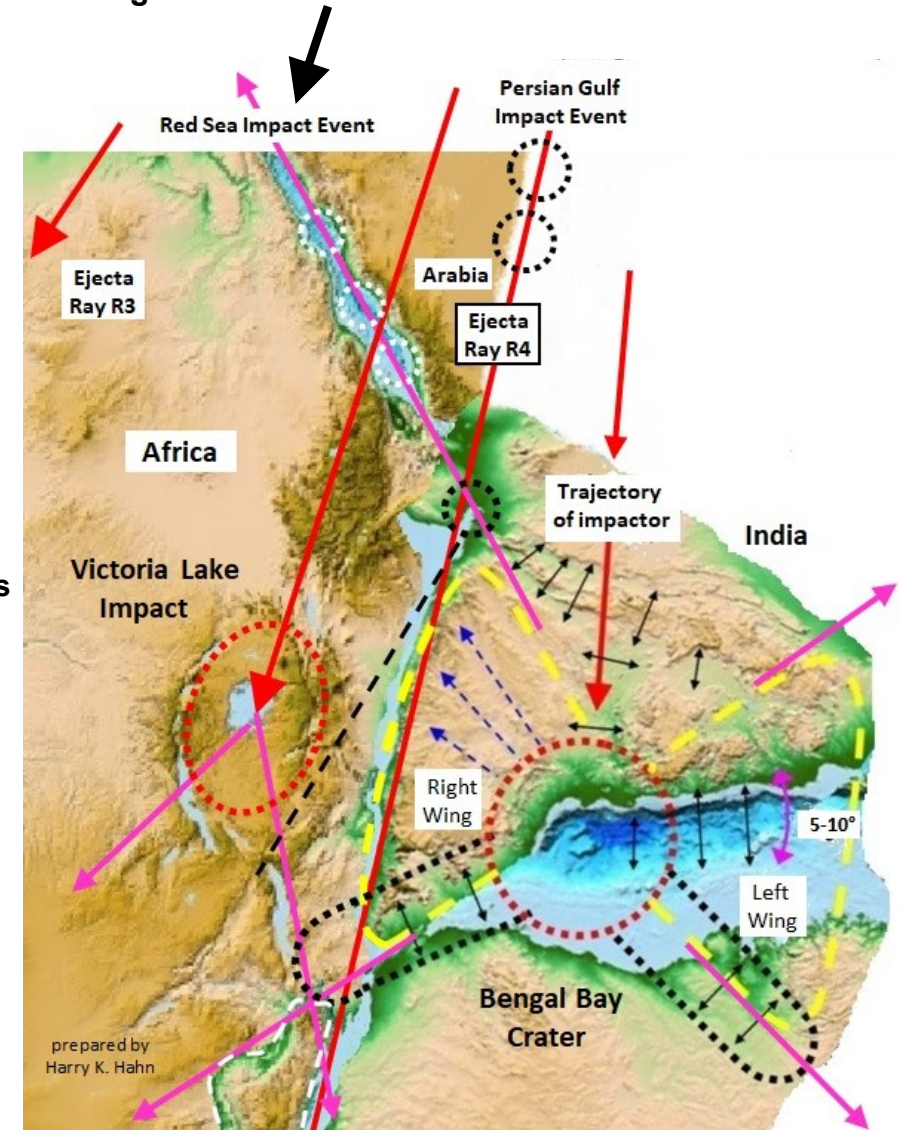 g
Red Sea Impact Event
Persian Gulf
Impact Event
Ejecta
Ray R3
Arabia
Ejecta
Ray R4
Africa
Trajectory
of impactor
India
Victoria Lake
Impact
s
Right
Wing
5-10°
Left
Wing
Bengal Bay
Crater
prepared by
Harry K. Hahn